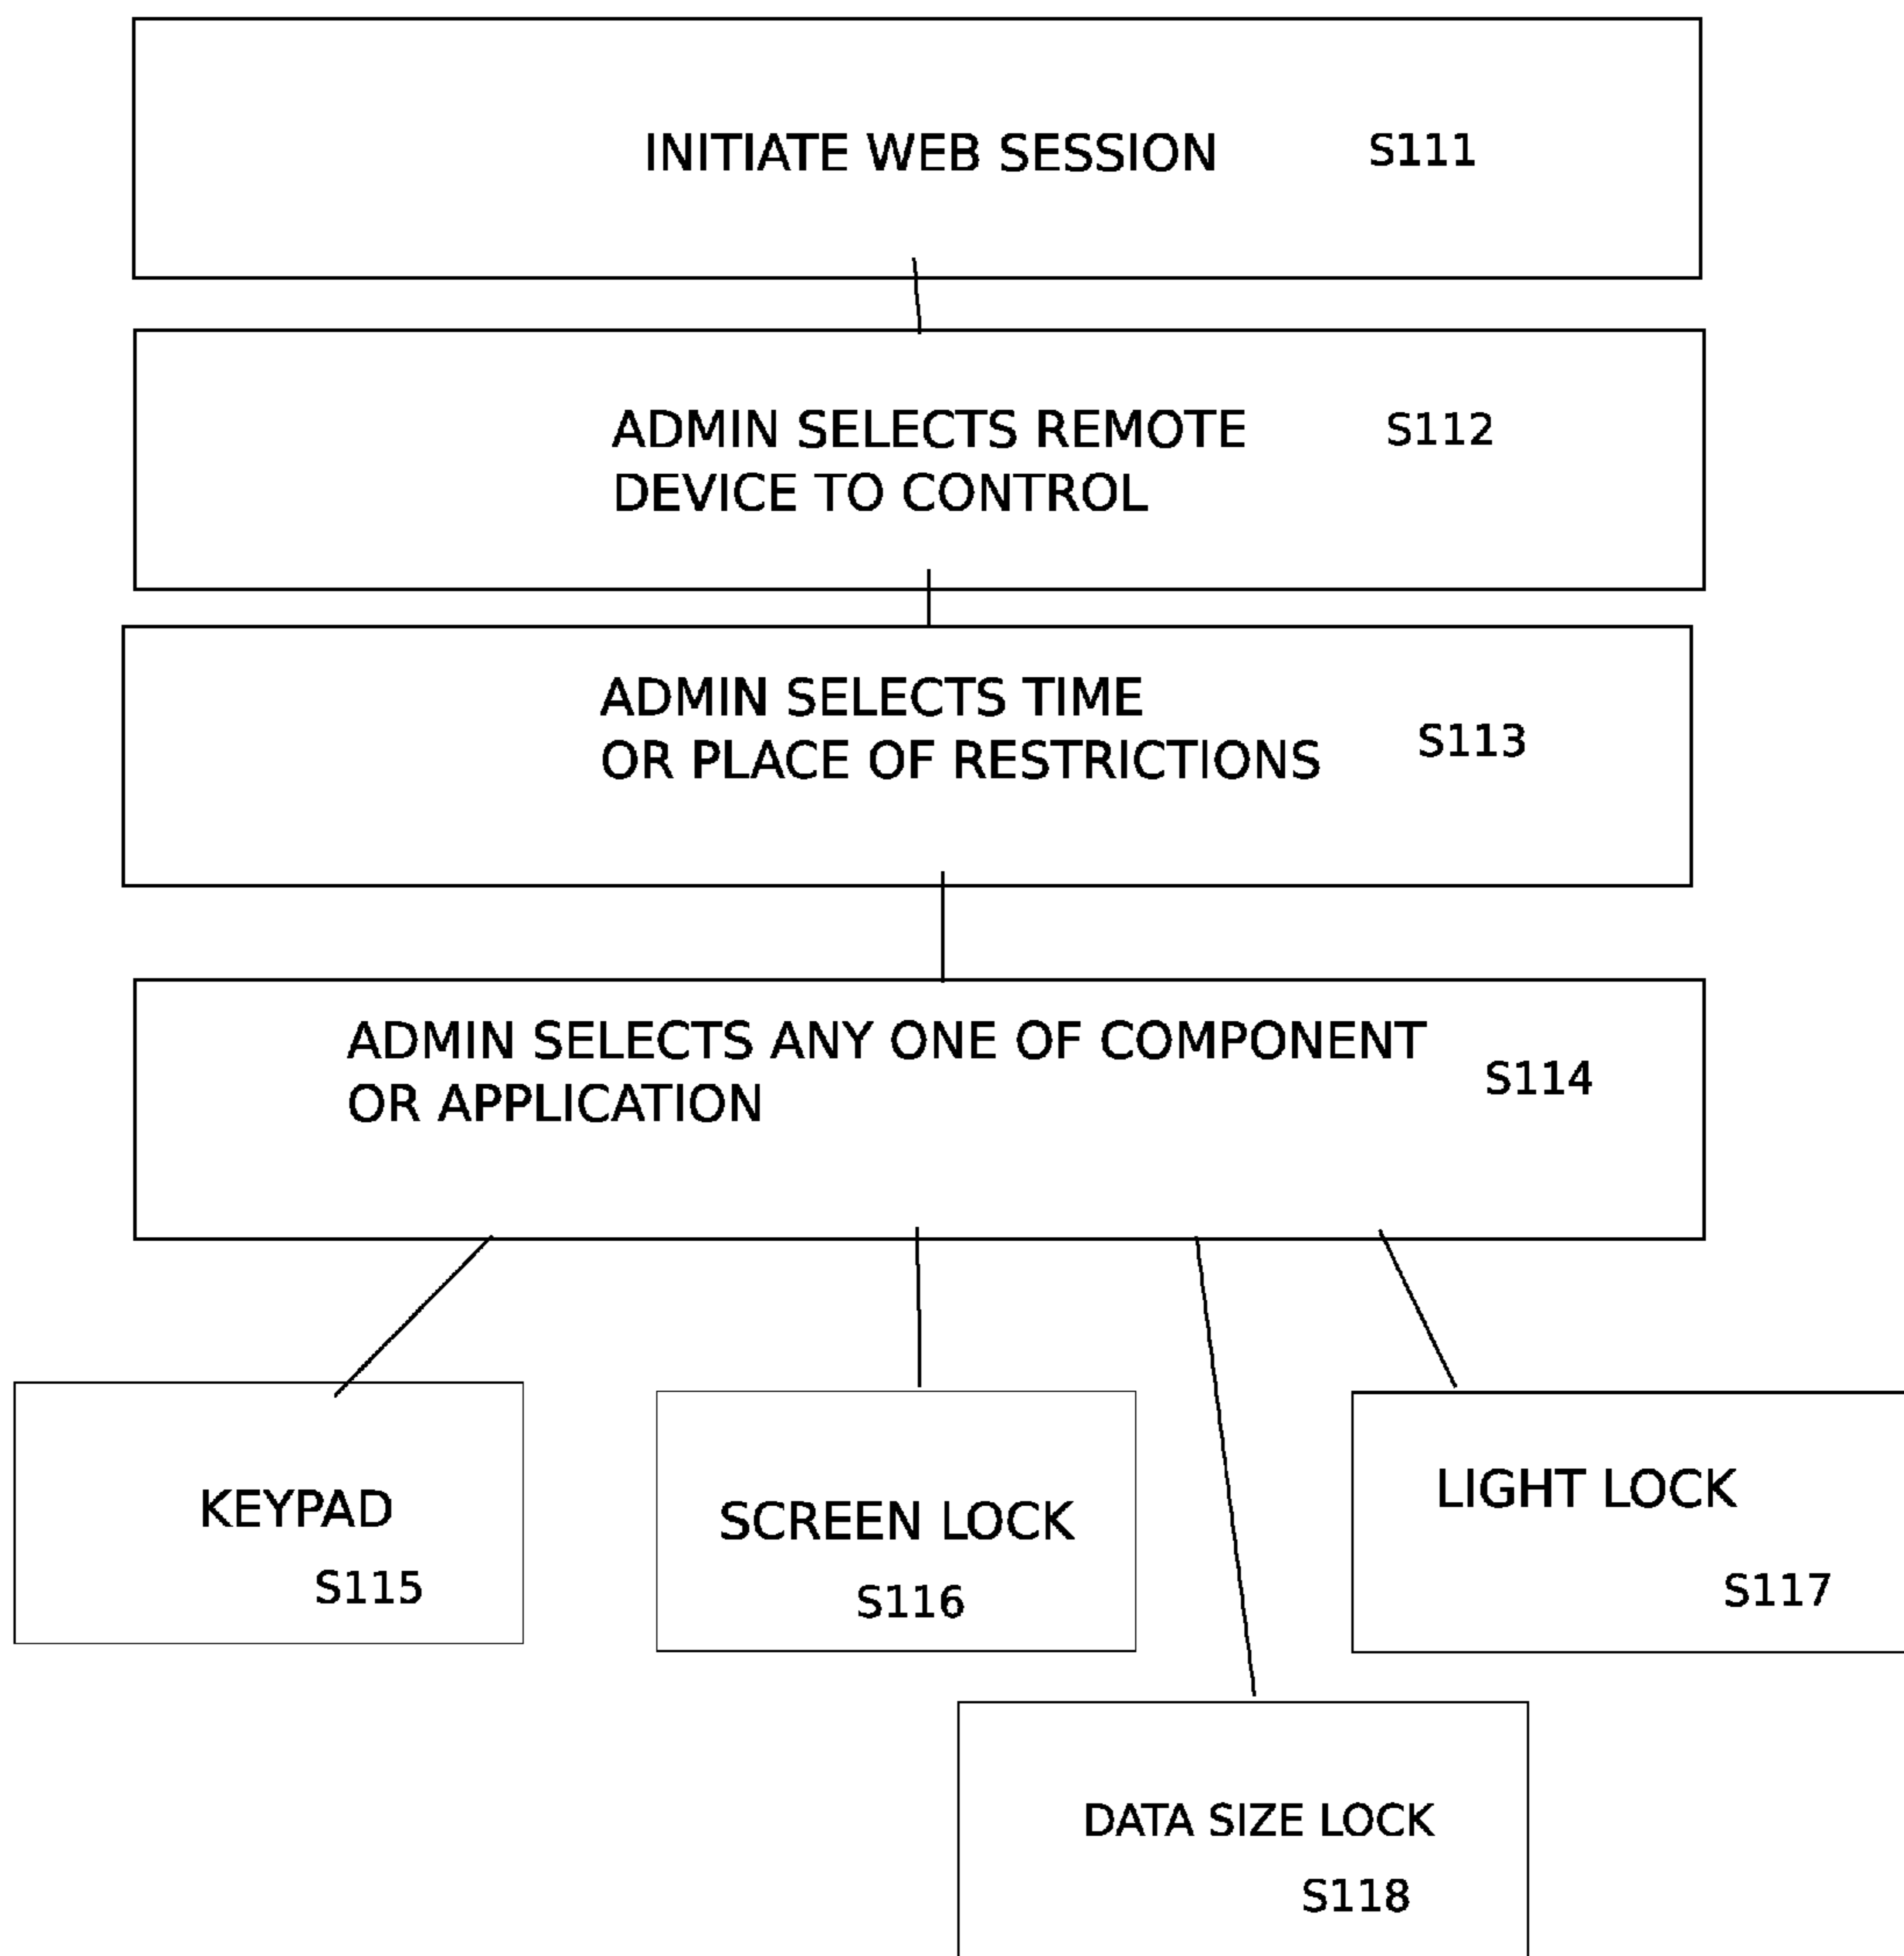 INITIATE WEB SESSION S111
ADMIN SELECTS REMOTE
DEVICE TO CONTROL
S112
ADMIN SELECTS TIME
OR PLACE OF RESTRICTIONS
S113
ADMIN SELECTS ANY ONE OF COMPONENT
OR APPLICATION
S114
KEYPAD
S115
SCREEN LOCK
S116
LIGHT LOCK
S117
DATA SIZE LOCK
S118